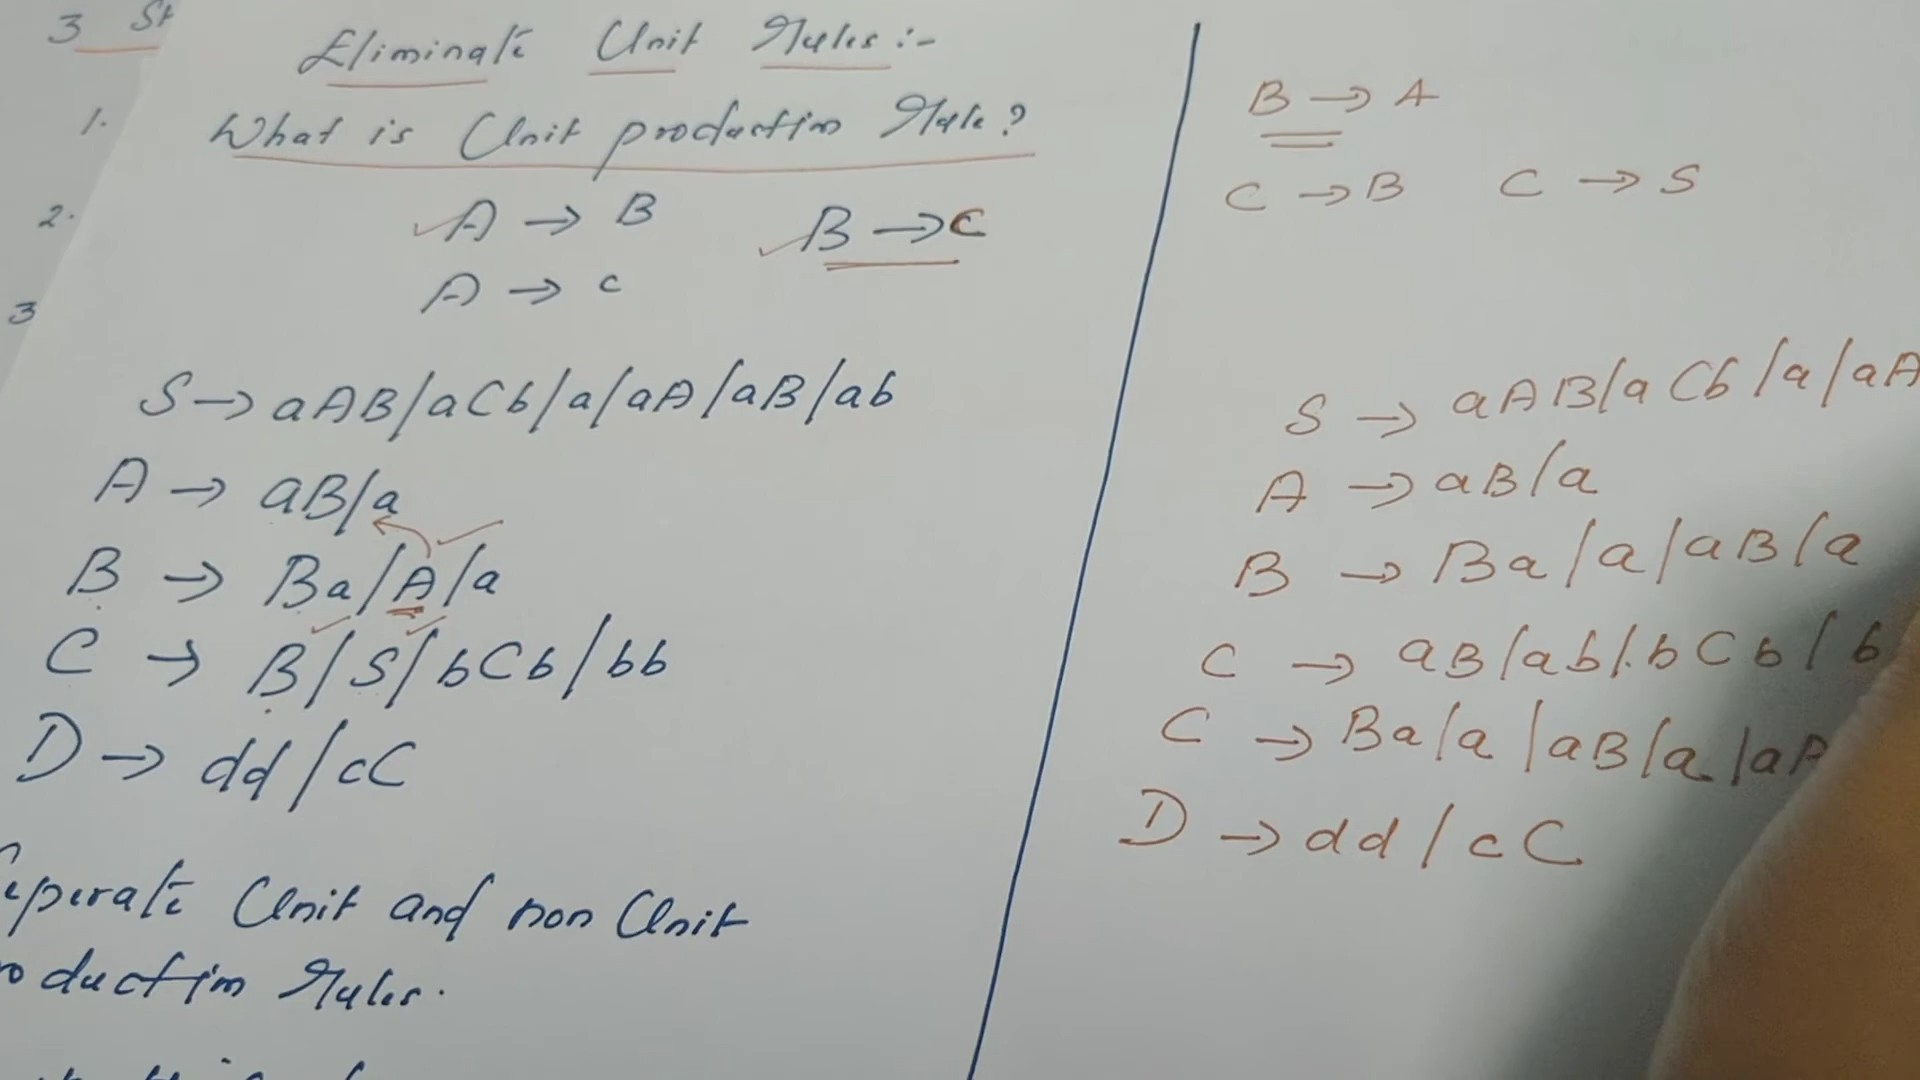 3 St
1.
2.
3
Eliminate Unit Rules :-
What is Unit production Rule?
A → B B → C
A → c
S → aAB/aCb/a/aA/aB/ab
A → aB/a
B → Ba/A/a
C → B/S/bCb/bb
D → dd/cC
eperate Unit and non Unit
oduction Rules.
B → A
C → B C → S
S → aAB/aCb/a/aA
A → aB/a
B → Ba/a/aB/a
C → aB/ab/bCb/b
C → Ba/a/aB/a/aA
D → dd/cC